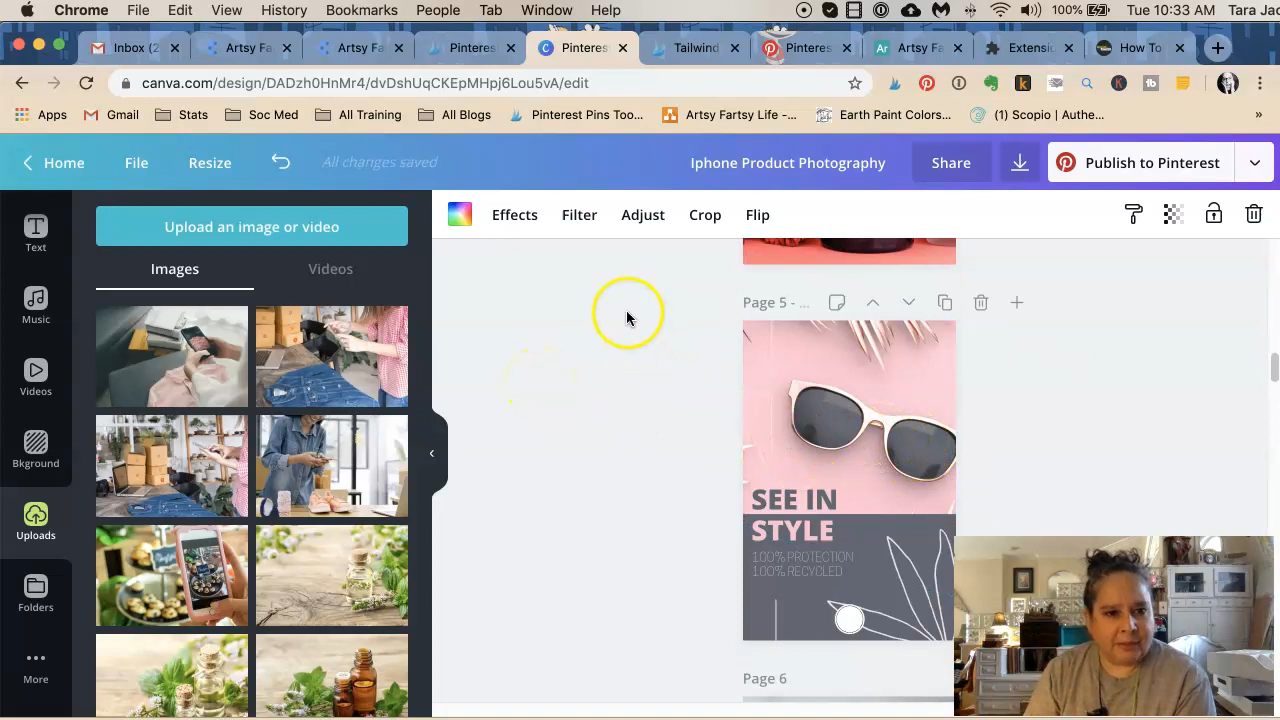 Chrome File Edit View History Bookmarks People Tab Window Help 100% Tue 10:33 AM Tara Jac
Inbox (2 Artsy Fa Artsy Fa Pinteres Pinteres Tailwind Pinteres Artsy Fa Extensio How To
canva.com/design/DADzh0HnMr4/dvDshUqCKEpMHpj6Lou5vA/edit
Apps Gmail Stats Soc Med All Training All Blogs Pinterest Pins Too... Artsy Fartsy Life -... Earth Paint Colors... (1) Scopio | Authe... »
Home File Resize All changes saved Iphone Product Photography Share Publish to Pinterest
Effects Filter Adjust Crop Flip
Upload an image or video
Images Videos
Text
Music
Videos
Bkground
Uploads
Folders
More
Page 5 - ...
SEE IN
STYLE
100% PROTECTION
100% RECYCLED
Page 6